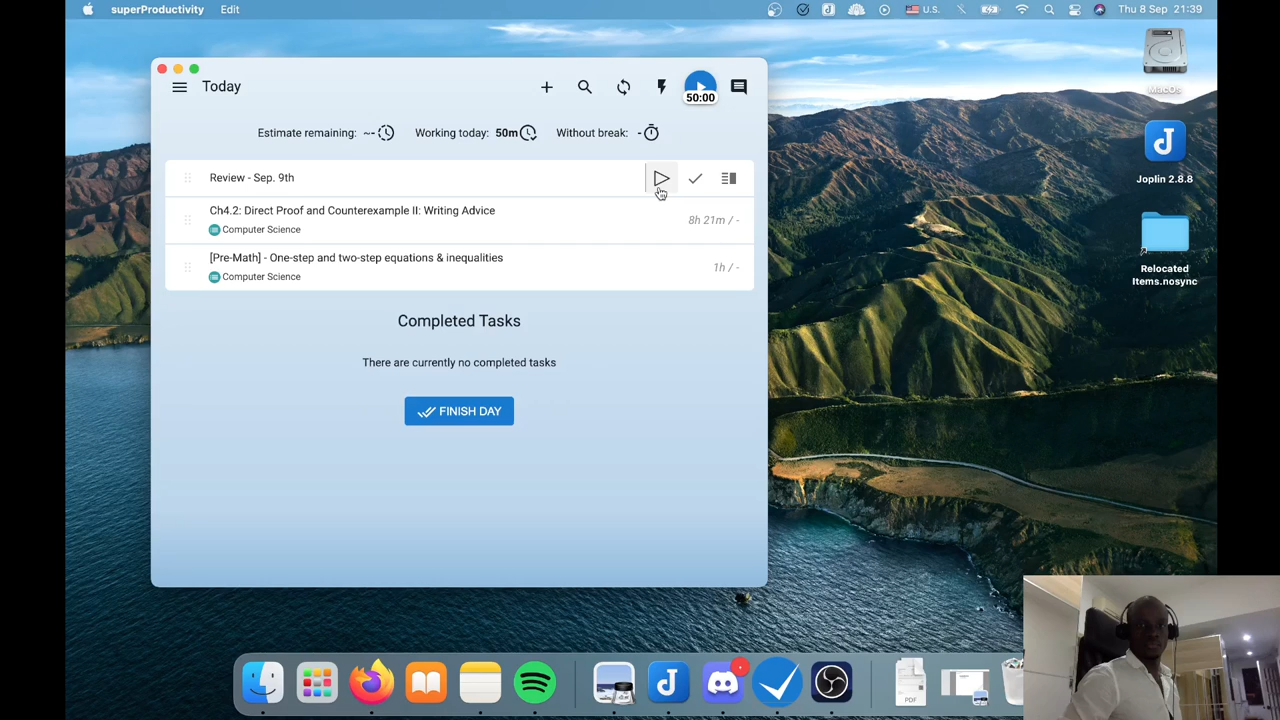 superProductivity Edit
U.S. Thu 8 Sep 21:39
Today
50:00
Estimate remaining: ~- Working today: 50m Without break: -
Review - Sep. 9th
Ch4.2: Direct Proof and Counterexample II: Writing Advice
Computer Science
8h 21m / -
[Pre-Math] - One-step and two-step equations & inequalities
Computer Science
1h / -
Completed Tasks
There are currently no completed tasks
FINISH DAY
MacOs
Joplin 2.8.8
Relocated
Items.nosync
PDF